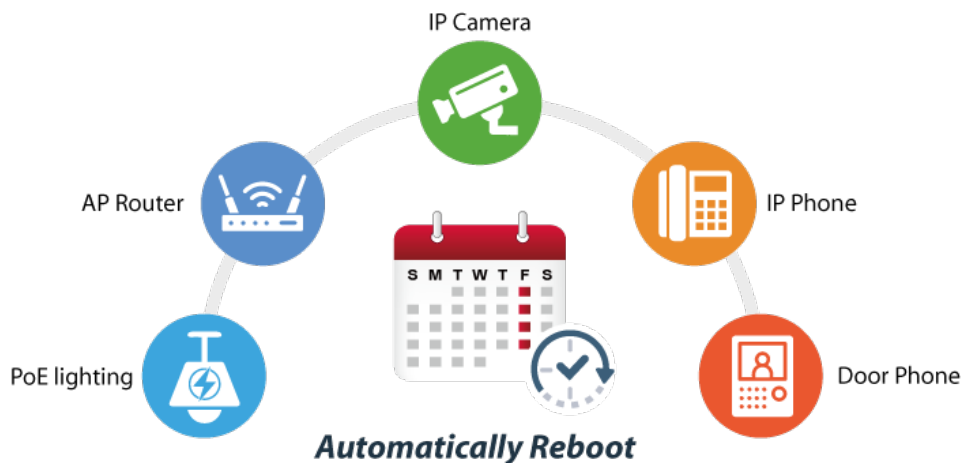 IP Camera
AP Router
IP Phone
S M T W T F S
PoE lighting
Door Phone
Automatically Reboot